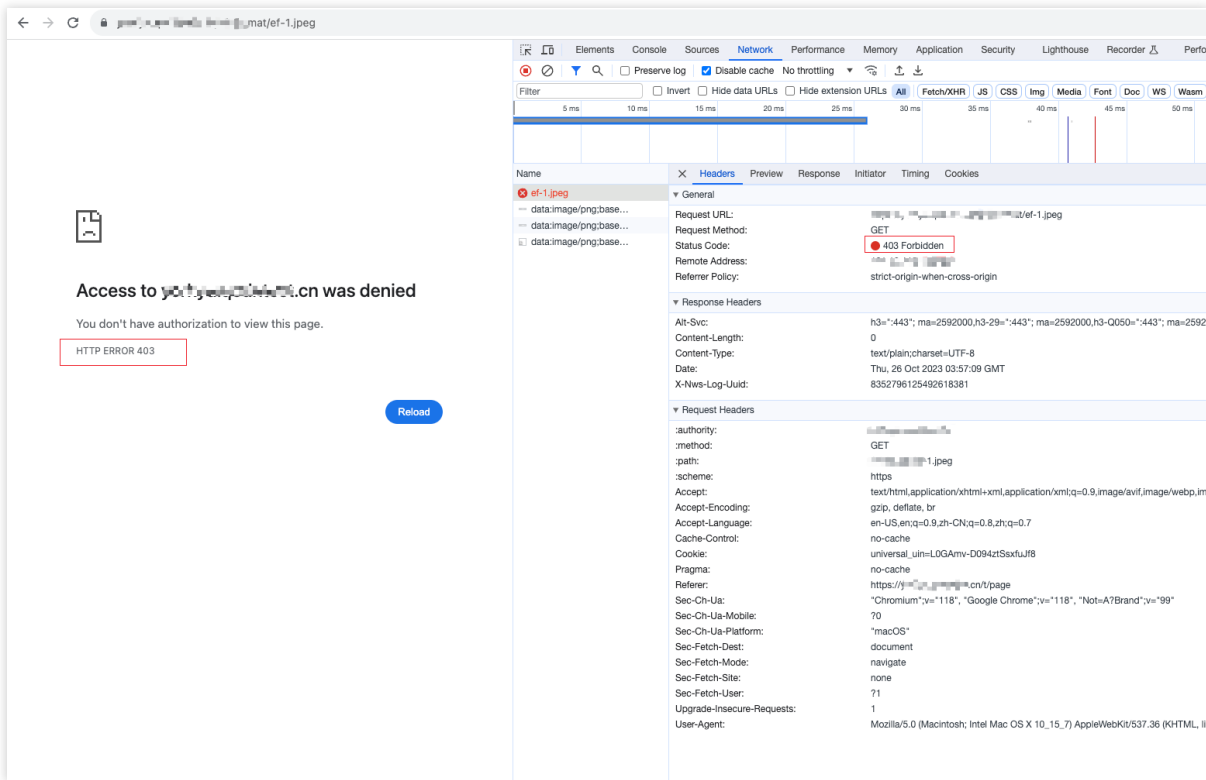 mat/ef-1.jpeg
Elements Console Sources Network Performance Memory Application Security Lighthouse Recorder Perfo
Preserve log Disable cache No throttling
Filter Invert Hide data URLs Hide extension URLs All Fetch/XHR JS CSS Img Media Font Doc WS Wasm
5 ms 10 ms 15 ms 20 ms 25 ms 30 ms 35 ms 40 ms 45 ms 50 ms
Name
ef-1.jpeg
data:image/png;base...
data:image/png;base...
data:image/png;base...
Headers Preview Response Initiator Timing Cookies
General
Request URL: t/ef-1.jpeg
Request Method: GET
Status Code: 403 Forbidden
Remote Address:
Referrer Policy: strict-origin-when-cross-origin
Response Headers
Alt-Svc: h3=":443"; ma=2592000,h3-29=":443"; ma=2592000,h3-Q050=":443"; ma=2592
Content-Length: 0
Content-Type: text/plain;charset=UTF-8
Date: Thu, 26 Oct 2023 03:57:09 GMT
X-Nws-Log-Uuid: 8352796125492618381
Request Headers
:authority:
:method: GET
:path: -1.jpeg
:scheme: https
Accept: text/html,application/xhtml+xml,application/xml;q=0.9,image/avif,image/webp,im
Accept-Encoding: gzip, deflate, br
Accept-Language: en-US,en;q=0.9,zh-CN;q=0.8,zh;q=0.7
Cache-Control: no-cache
Cookie: universal_uin=L0GAmv-D094ztSsxfuJf8
Pragma: no-cache
Referer: https:// .cn/t/page
Sec-Ch-Ua: "Chromium";v="118", "Google Chrome";v="118", "Not=A?Brand";v="99"
Sec-Ch-Ua-Mobile: ?0
Sec-Ch-Ua-Platform: "macOS"
Sec-Fetch-Dest: document
Sec-Fetch-Mode: navigate
Sec-Fetch-Site: none
Sec-Fetch-User: ?1
Upgrade-Insecure-Requests: 1
User-Agent: Mozilla/5.0 (Macintosh; Intel Mac OS X 10_15_7) AppleWebKit/537.36 (KHTML, li
Access to .cn was denied
You don't have authorization to view this page.
HTTP ERROR 403
Reload